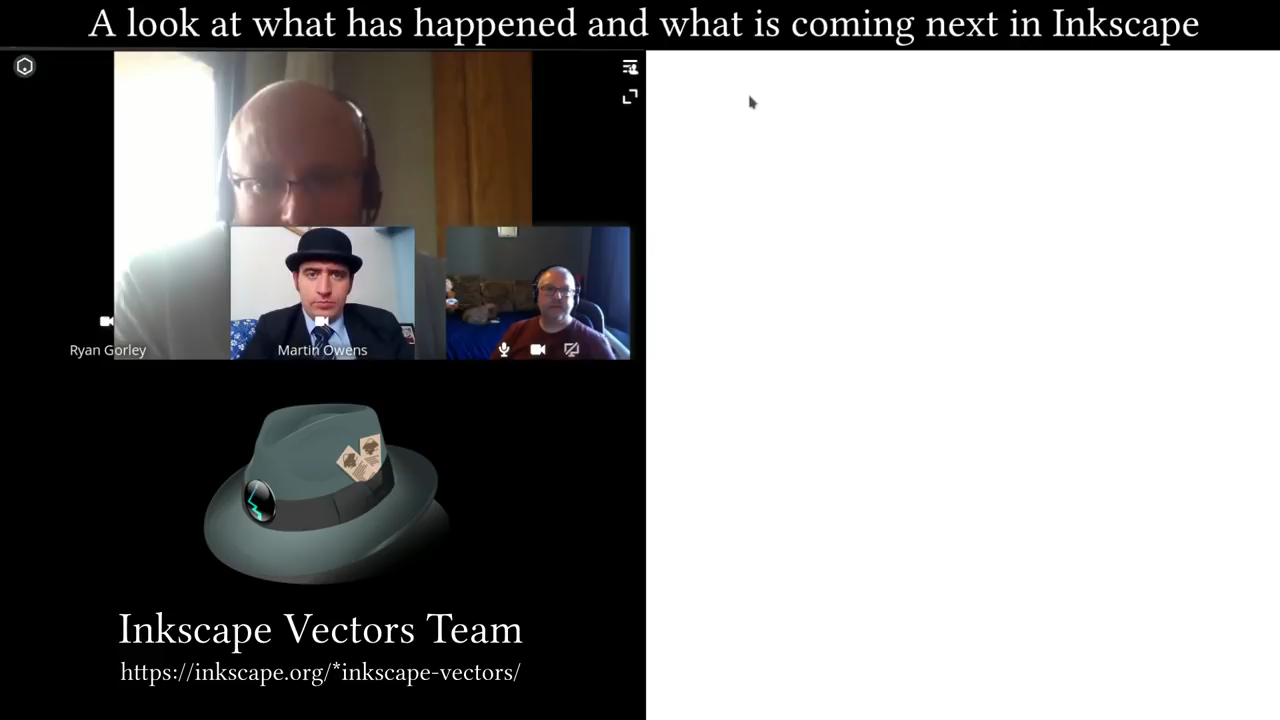 A look at what has happened and what is coming next in Inkscape
Ryan Gorley
Martin Owens
Inkscape Vectors Team
https://inkscape.org/*inkscape-vectors/